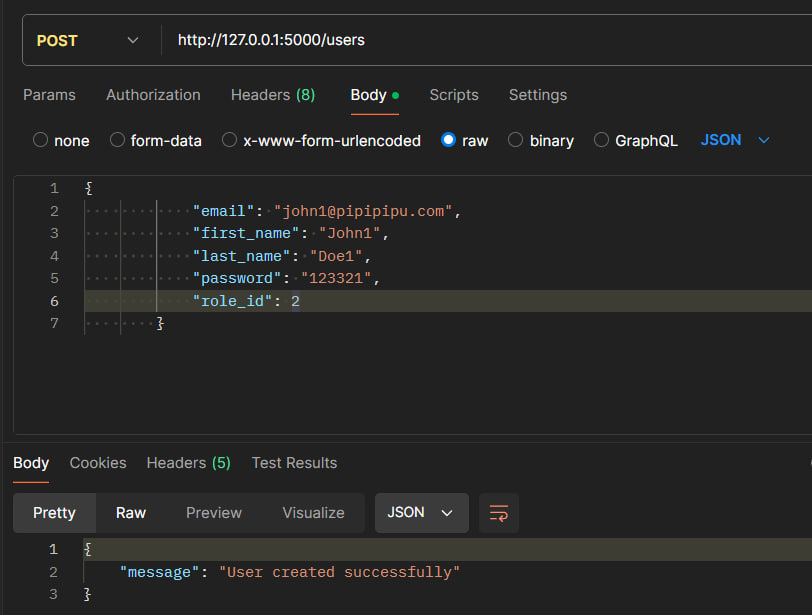 POST http://127.0.0.1:5000/users
Params Authorization Headers (8) Body Scripts Settings
none form-data x-www-form-urlencoded raw binary GraphQL JSON
1 {
2 "email": "john1@pipipipu.com",
3 "first_name": "John1",
4 "last_name": "Doe1",
5 "password": "123321",
6 "role_id": 2
7 }
Body Cookies Headers (5) Test Results
Pretty Raw Preview Visualize JSON
1 {
2 "message": "User created successfully"
3 }